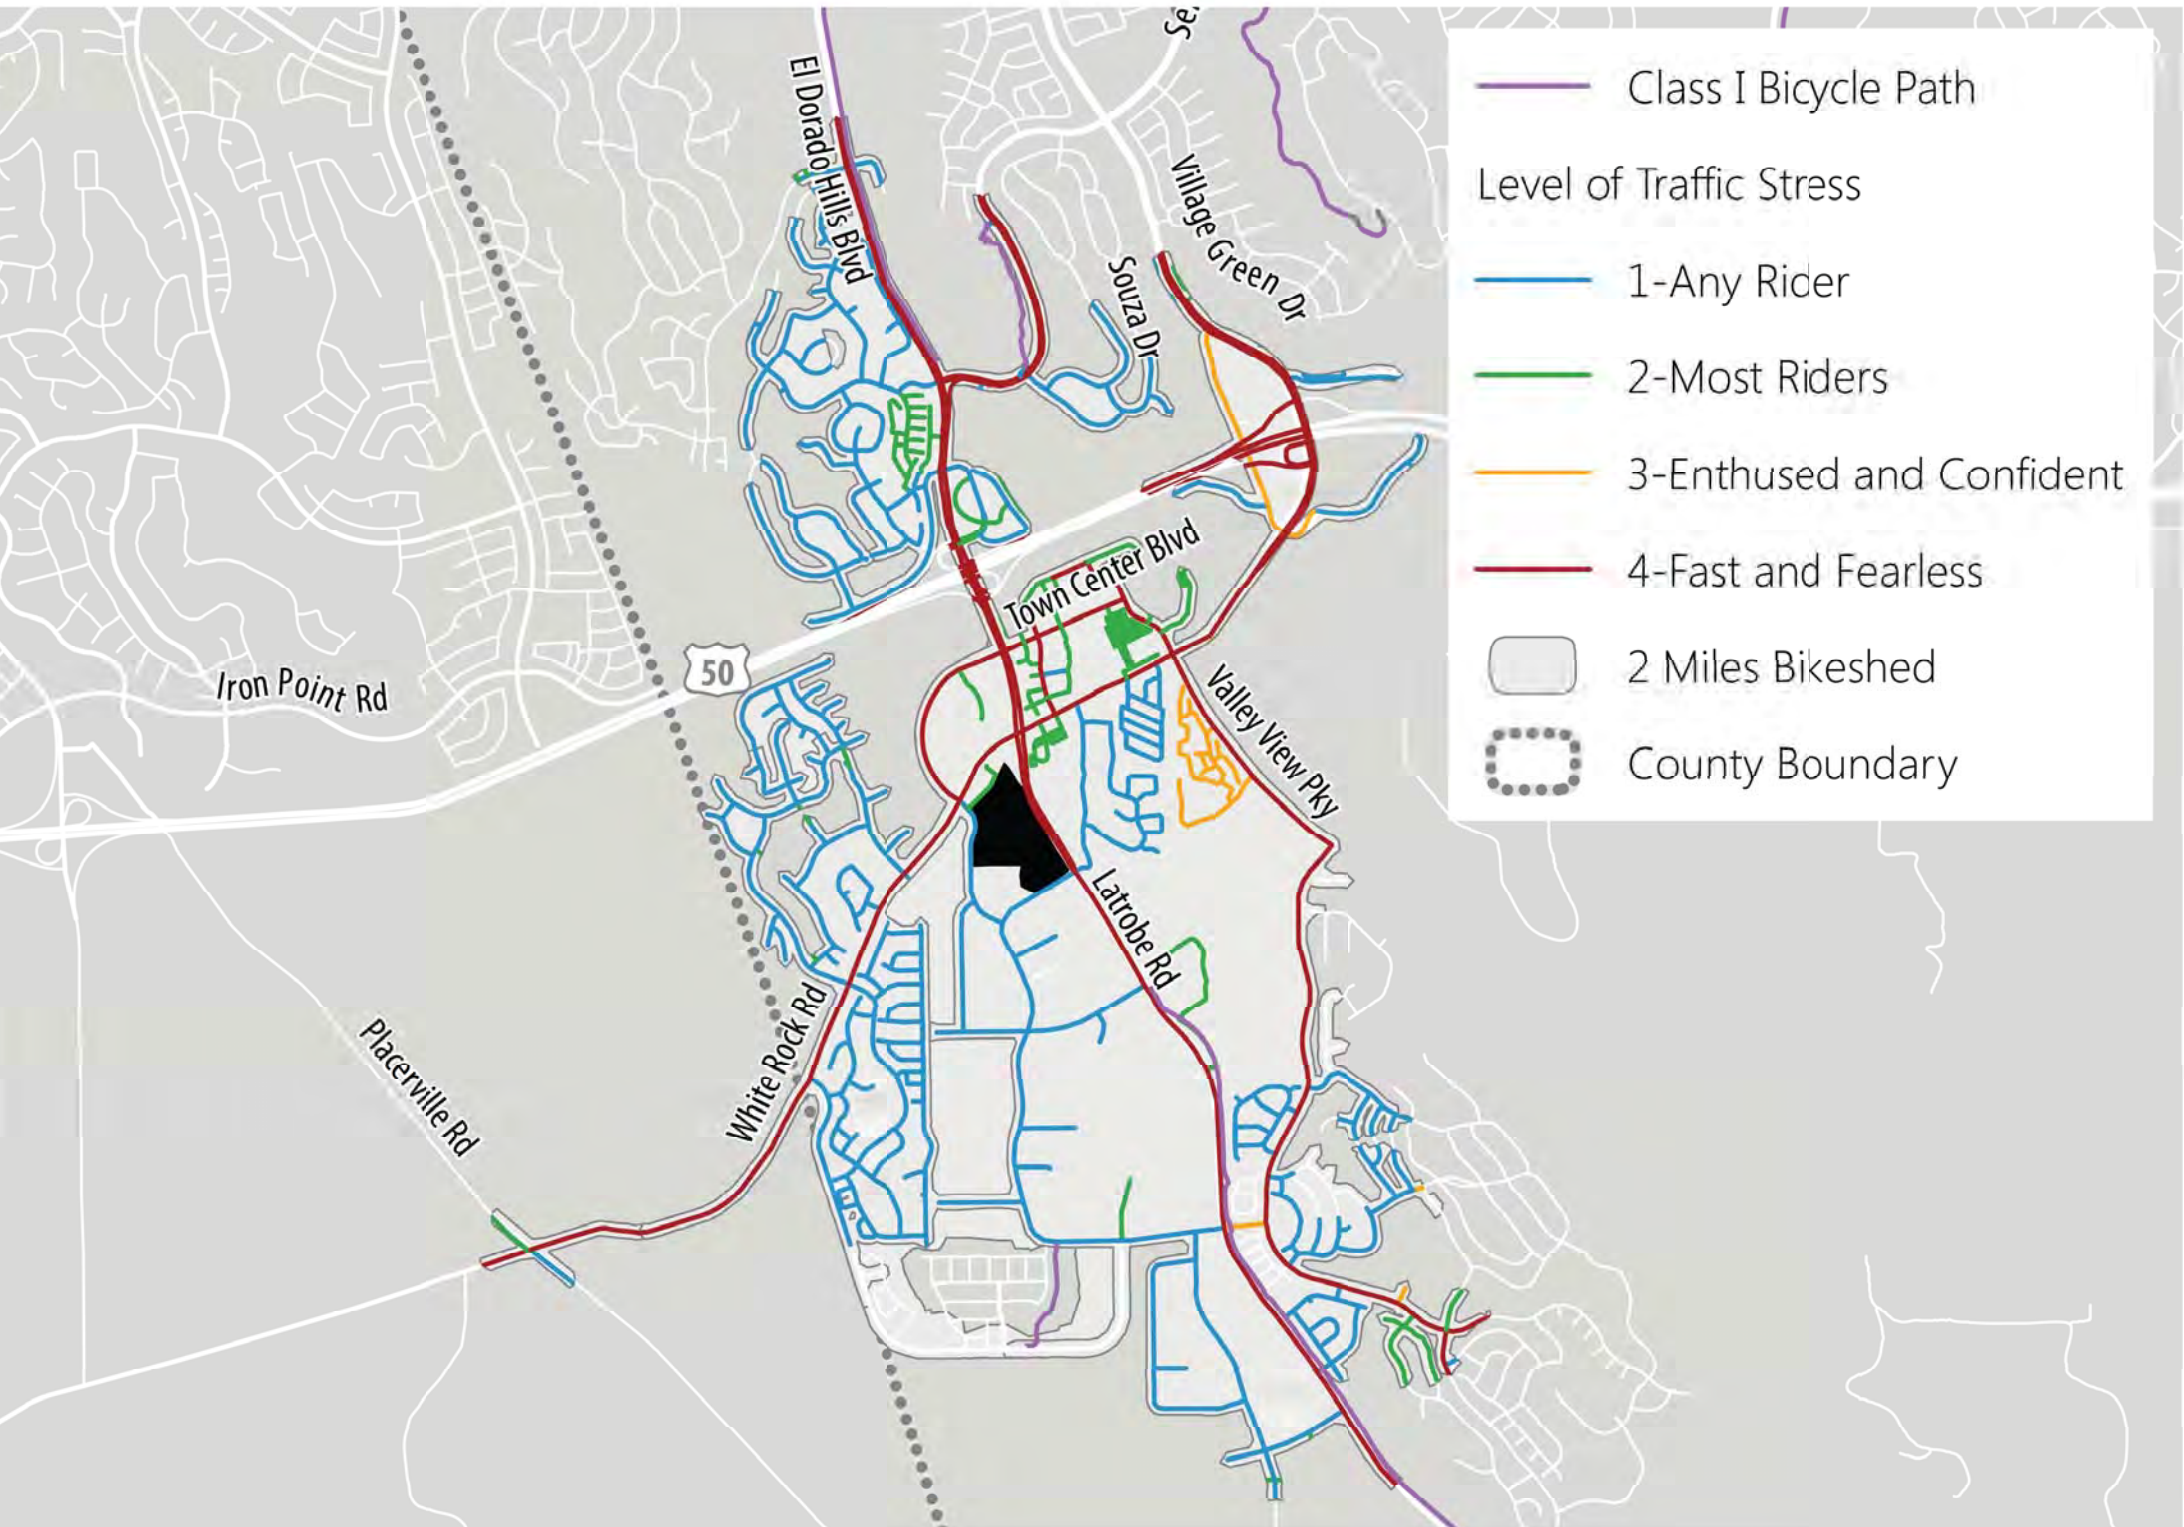 Se
El Dorado Hills Blvd
Village Green Dr
Souza Dr
Town Center Blvd
50
Iron Point Rd
Valley View Pky
Latrobe Rd
White Rock Rd
Placerville Rd
Class I Bicycle Path
Level of Traffic Stress
1-Any Rider
2-Most Riders
3-Enthused and Confident
4-Fast and Fearless
2 Miles Bikeshed
County Boundary